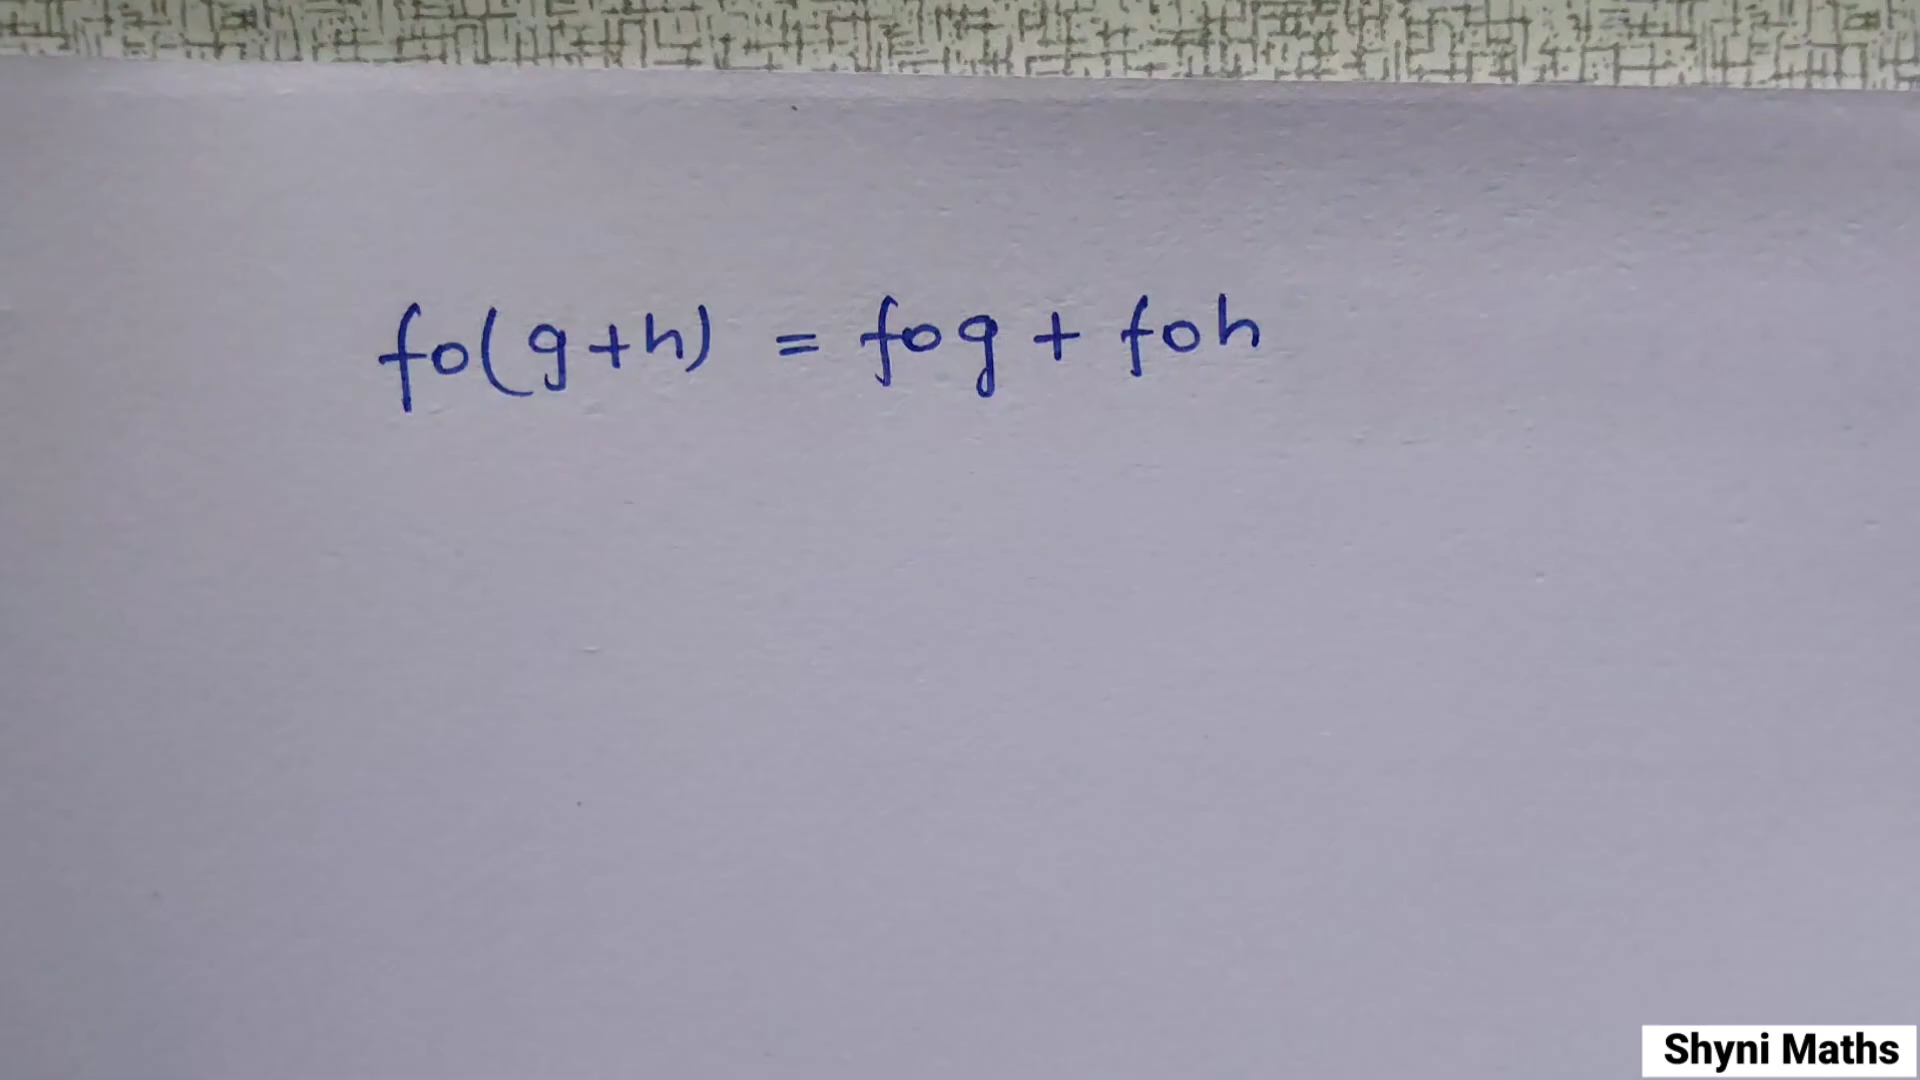 fo(g+h) = fog + foh
Shyni Maths